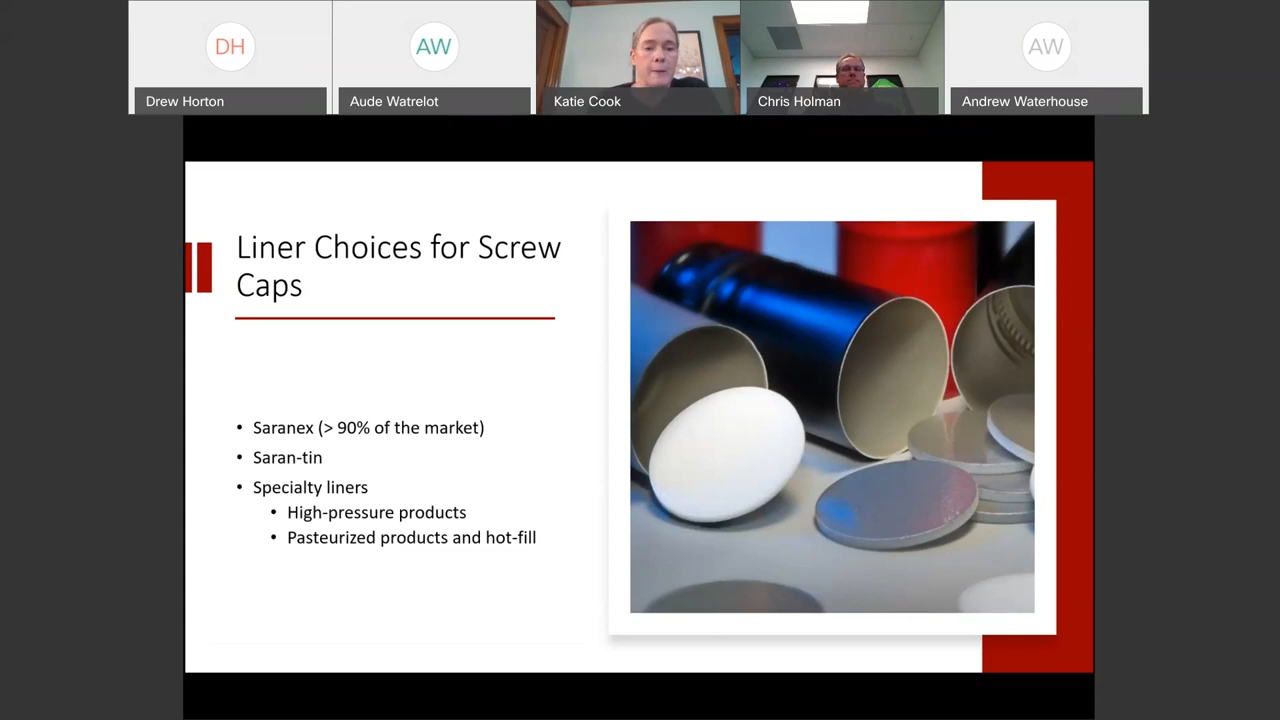 DH
AW
AW
Drew Horton
Aude Watrelot
Katie Cook
Chris Holman
Andrew Waterhouse
Liner Choices for Screw
Caps
• Saranex (> 90% of the market)
• Saran-tin
• Specialty liners
• High-pressure products
• Pasteurized products and hot-fill